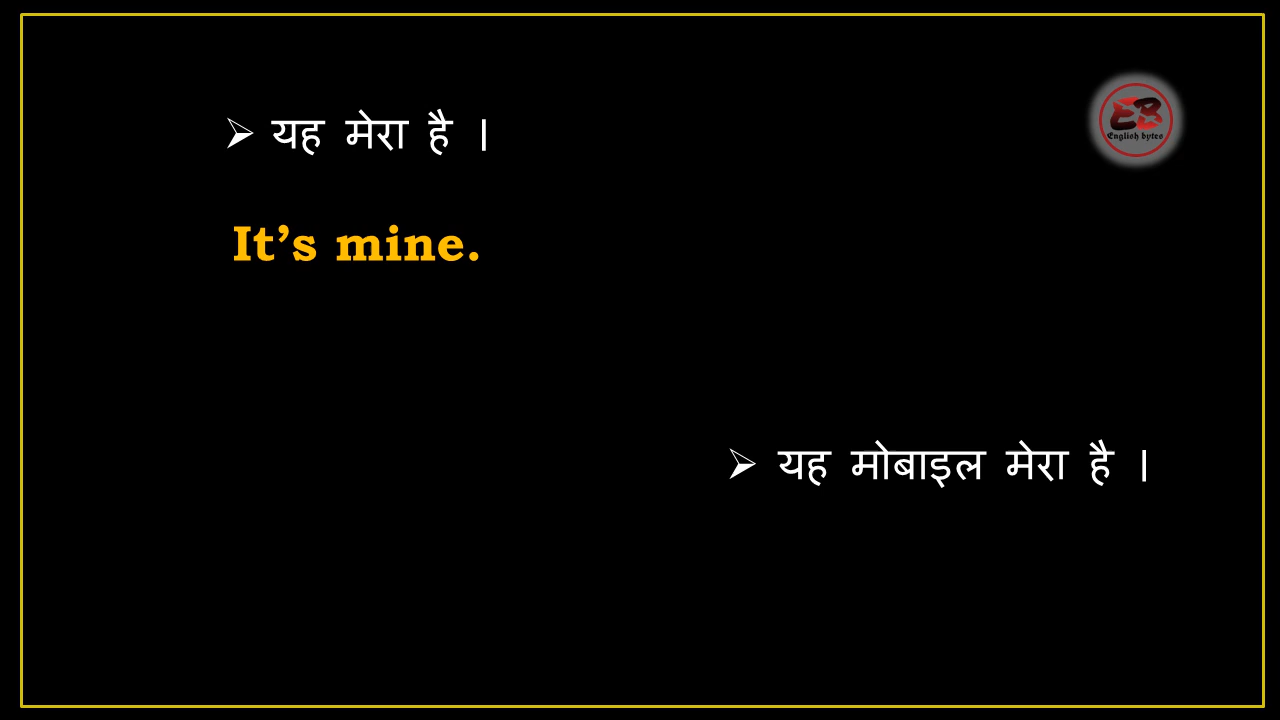 ➢ यह मेरा है ।
EB
English bytes
It’s mine.
➢ यह मोबाइल मेरा है ।